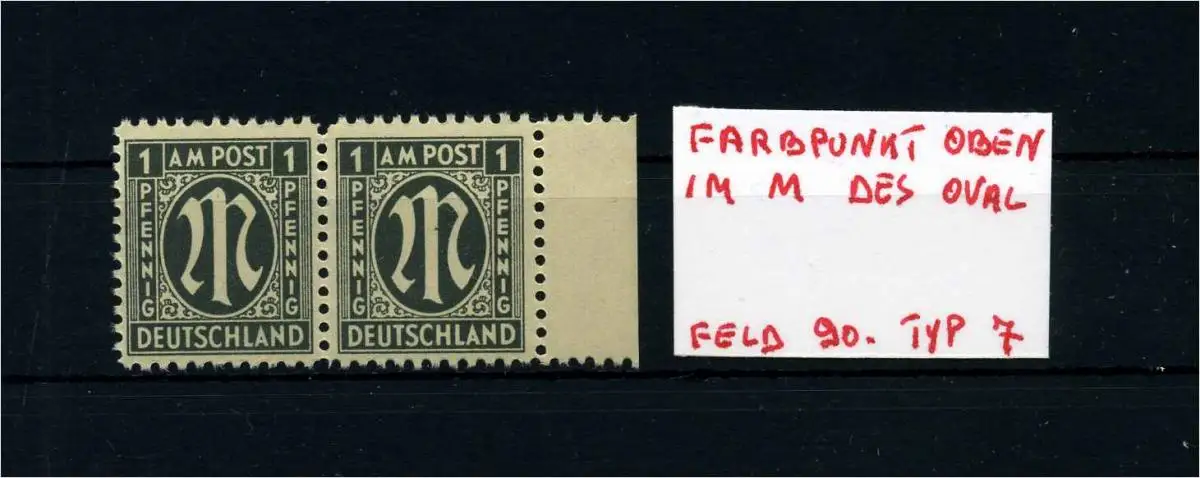 1 AM POST 1
PFENNIG
M
PFENNIG
DEUTSCHLAND
1 AM POST 1
PFENNIG
M
PFENNIG
DEUTSCHLAND
FARBPUNKT OBEN
IM M DES OVAL
FELD 90. TYP 7